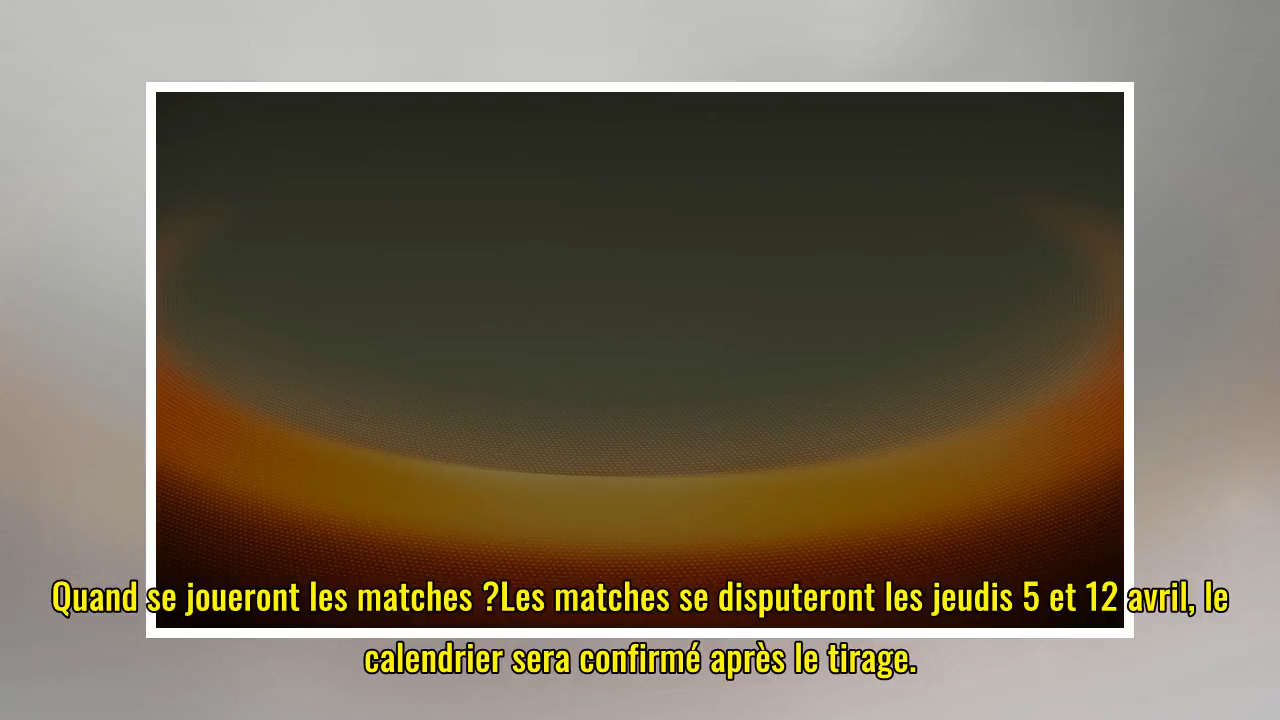 Quand se joueront les matches ?Les matches se disputeront les jeudis 5 et 12 avril, le
calendrier sera confirmé après le tirage.